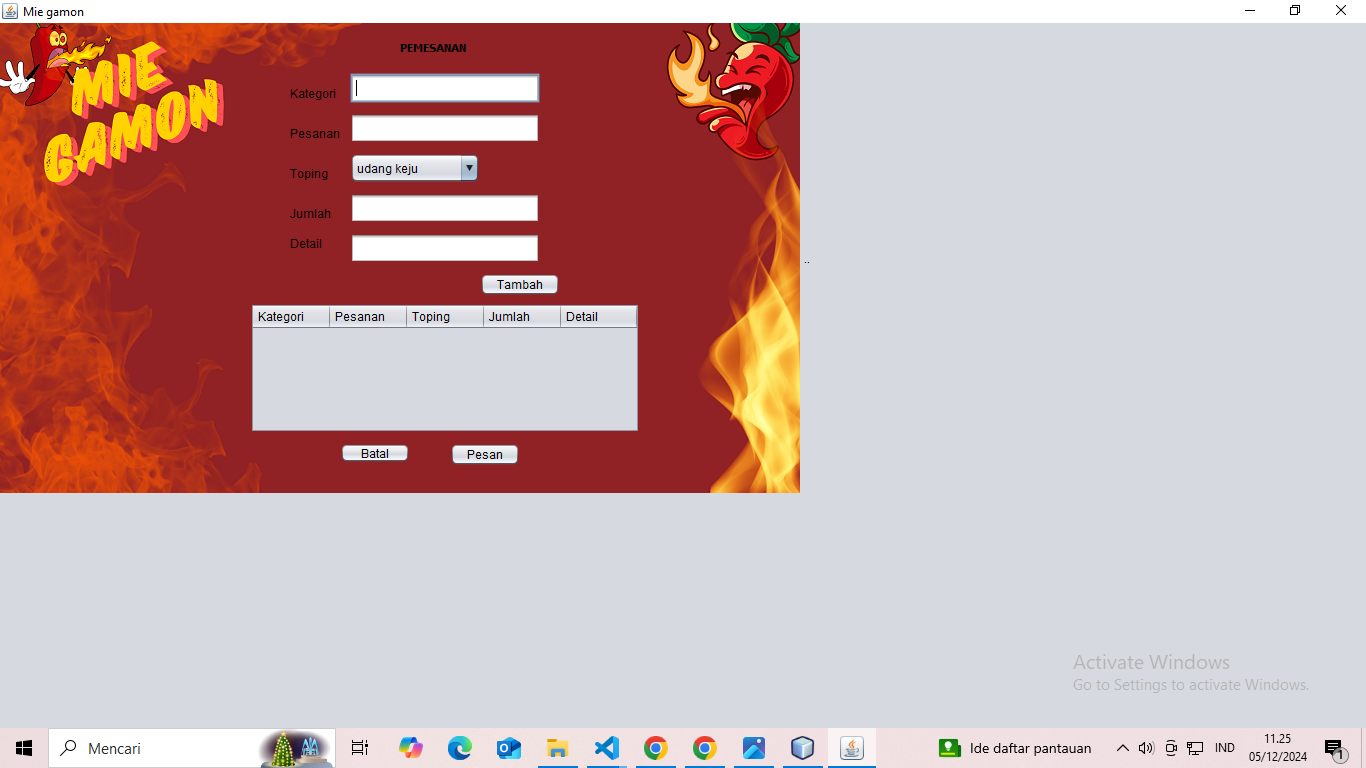 Mie gamon
MIE
GAMON
PEMESANAN
Kategori
Pesanan
Toping
udang keju
Jumlah
Detail
..
Tambah
Kategori Pesanan Toping Jumlah Detail
Batal
Pesan
Activate Windows
Go to Settings to activate Windows.
Mencari
Ide daftar pantauan
IND
11.25
05/12/2024
1